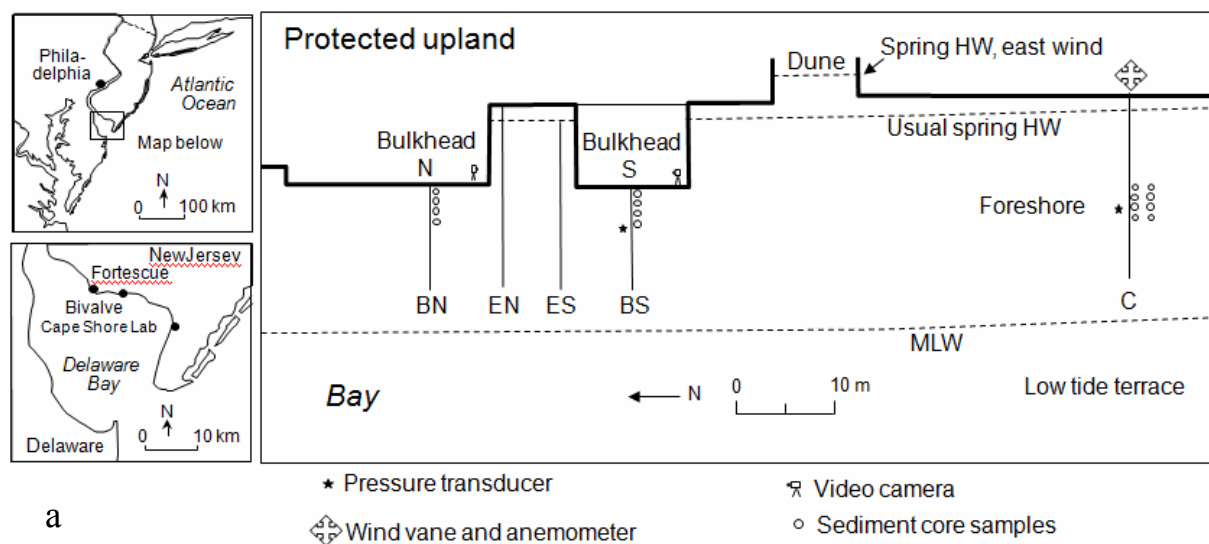 Phila-
delphia
Atlantic
Ocean
Map below
N
0 100 km
NewJersev
Fortescue
Bivalve
Cape Shore Lab
Delaware
Bay
N
0 10 km
Delaware
Protected upland
Dune
Spring HW, east wind
Usual spring HW
Bulkhead
N
Bulkhead
S
Foreshore
BN
EN
ES
BS
C
MLW
Bay
N
0 10 m
Low tide terrace
a
Pressure transducer
Video camera
Wind vane and anemometer
Sediment core samples